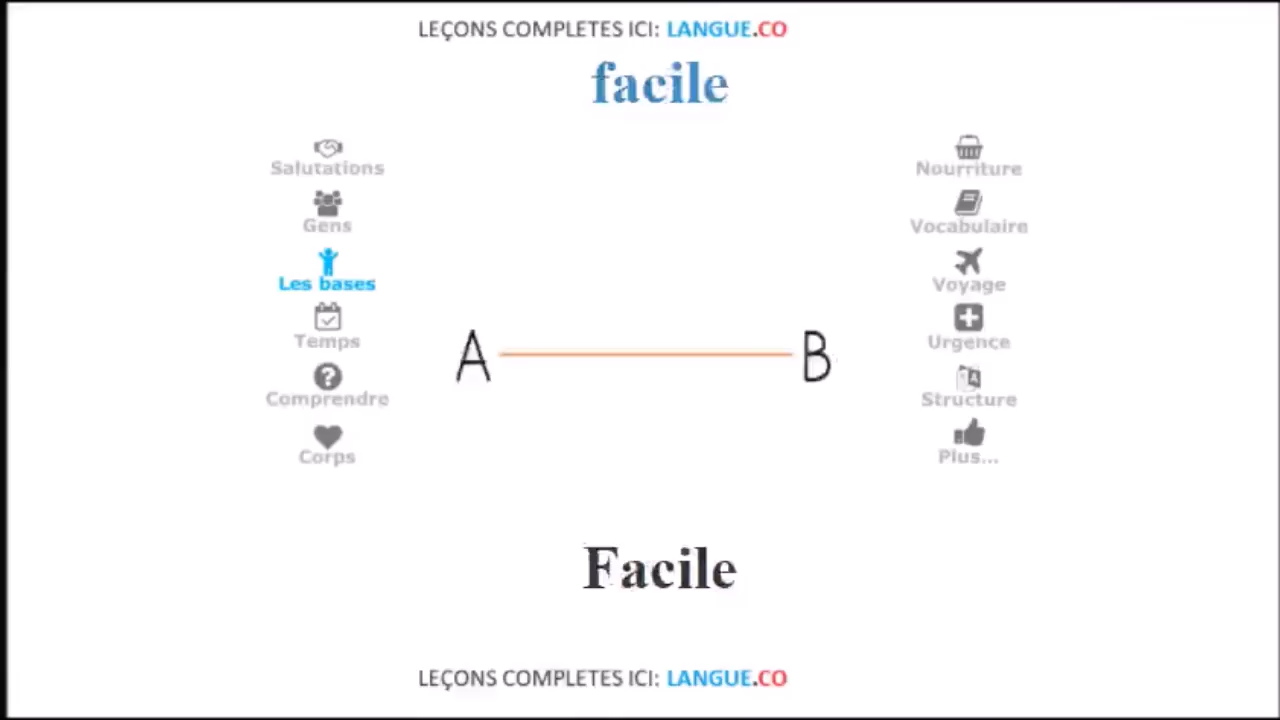 LEÇONS COMPLETES ICI: LANGUE.CO
facile
Salutations
Gens
Les bases
Temps
Comprendre
Corps
A B
Nourriture
Vocabulaire
Voyage
Urgence
Structure
Plus...
Facile
LEÇONS COMPLETES ICI: LANGUE.CO